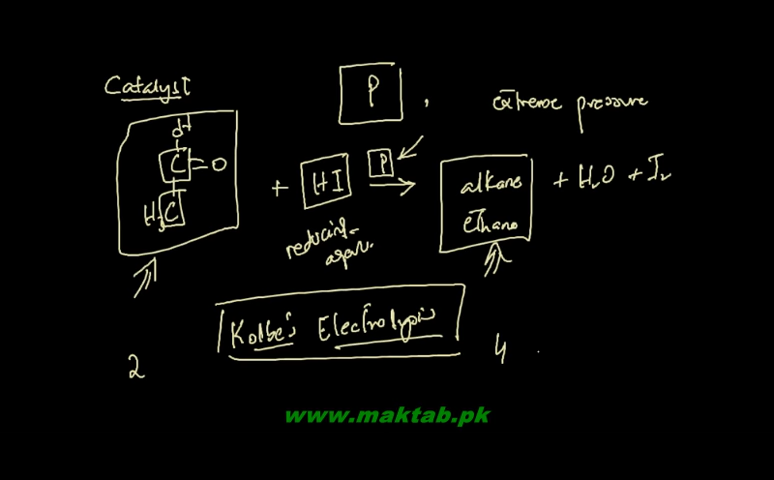 Catalyst
P , extreme pressure
OH
C=O
H₃C
+ HI P → alkane + H₂O + I₂
ethane
reducing agent.
Kolbe's Electrolysis
2 4 .
www.maktab.pk